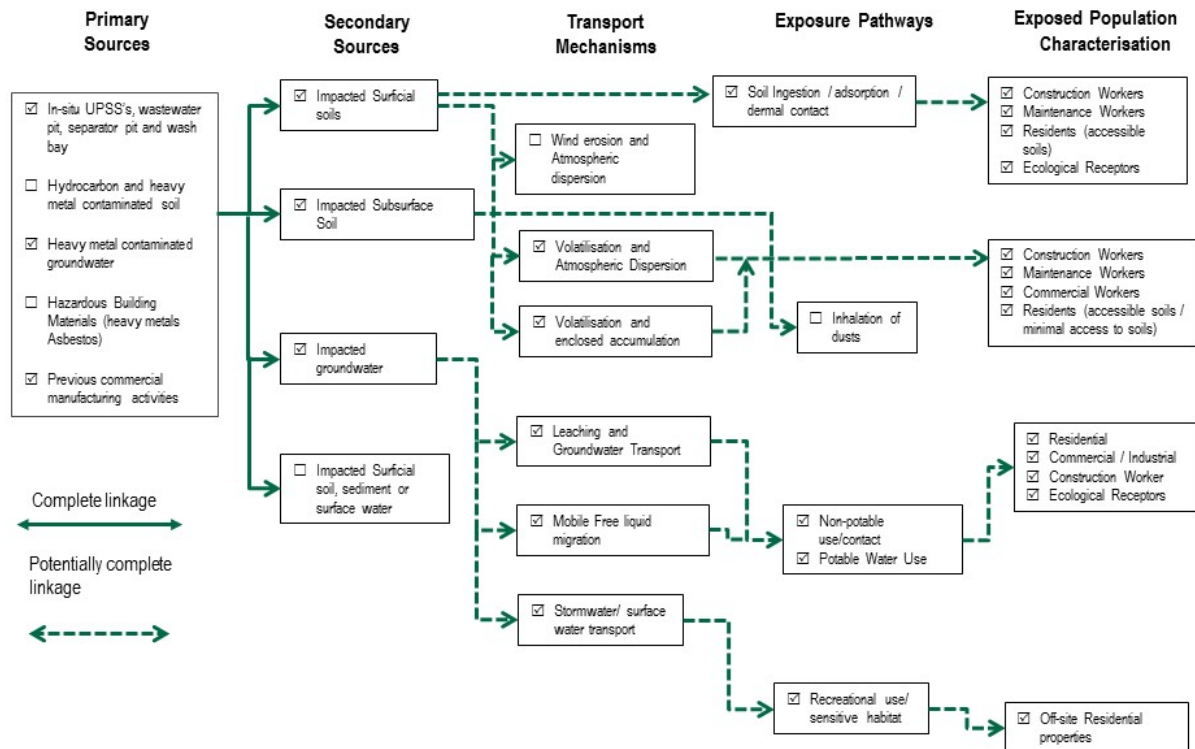 Primary
Sources
Secondary
Sources
Transport
Mechanisms
Exposure Pathways
Exposed Population
Characterisation
☑ In-situ UPSS's, wastewater
pit, separator pit and wash
bay
☐ Hydrocarbon and heavy
metal contaminated soil
☑ Heavy metal contaminated
groundwater
☐ Hazardous Building
Materials (heavy metals
Asbestos)
☑ Previous commercial
manufacturing activities
Complete linkage
Potentially complete
linkage
☑ Impacted Surficial
soils
☑ Impacted Subsurface
Soil
☑ Impacted
groundwater
☐ Impacted Surficial
soil, sediment or
surface water
☐ Wind erosion and
Atmospheric
dispersion
☑ Volatilisation and
Atmospheric Dispersion
☑ Volatilisation and
enclosed accumulation
☑ Leaching and
Groundwater Transport
☑ Mobile Free liquid
migration
☑ Stormwater/ surface
water transport
☑ Soil Ingestion / adsorption /
dermal contact
☐ Inhalation of
dusts
☑ Non-potable
use/contact
☑ Potable Water Use
☑ Recreational use/
sensitive habitat
☑ Construction Workers
☑ Maintenance Workers
☑ Residents (accessible
soils)
☑ Ecological Receptors
☑ Construction Workers
☑ Maintenance Workers
☑ Commercial Workers
☑ Residents (accessible soils /
minimal access to soils)
☑ Residential
☑ Commercial / Industrial
☑ Construction Worker
☑ Ecological Receptors
☑ Off-site Residential
properties